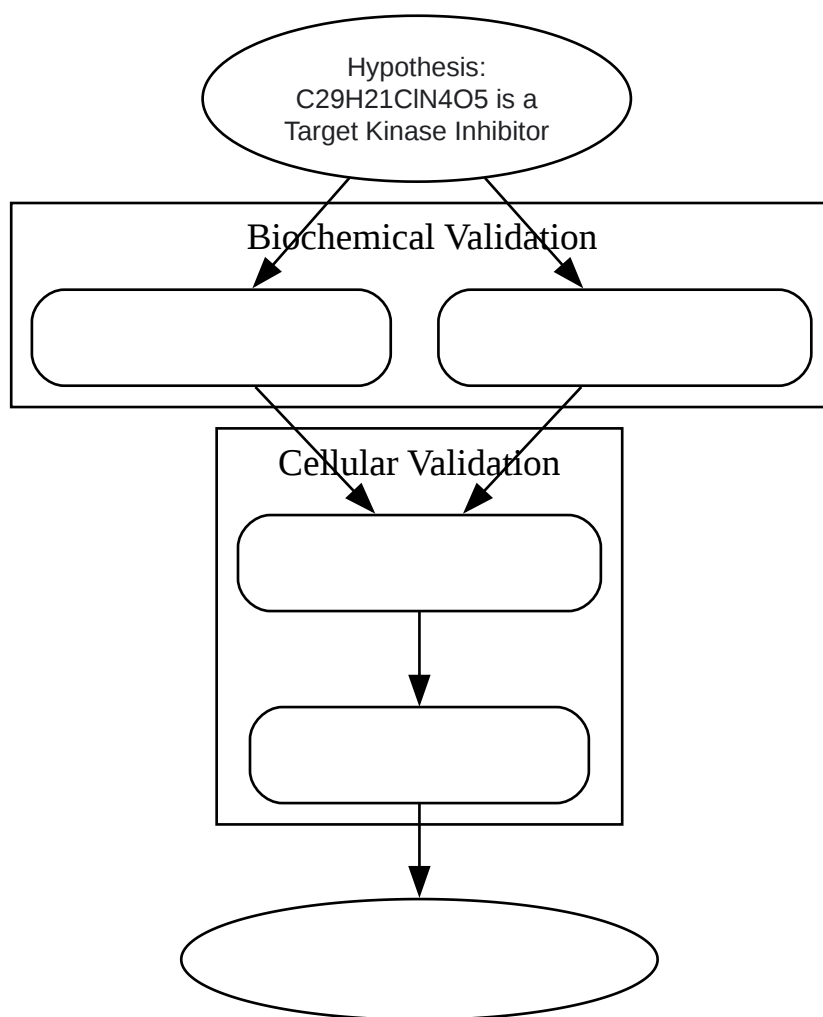 Hypothesis:
C29H21ClN4O5 is a
Target Kinase Inhibitor
Biochemical Validation
Cellular Validation